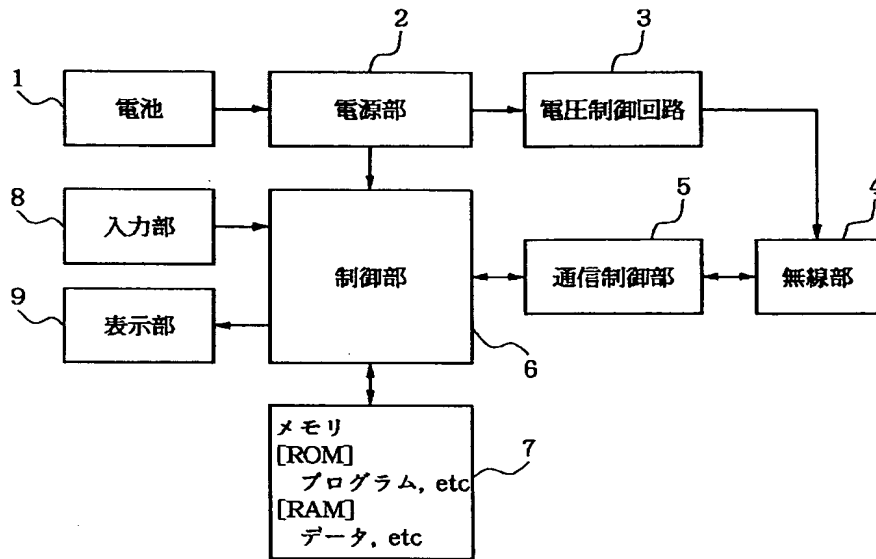 2
3
1
電池
電源部
電圧制御回路
8
入力部
5
4
制御部
通信制御部
無線部
9
表示部
6
メモリ
[ROM]
プログラム, etc
[RAM]
データ, etc
7